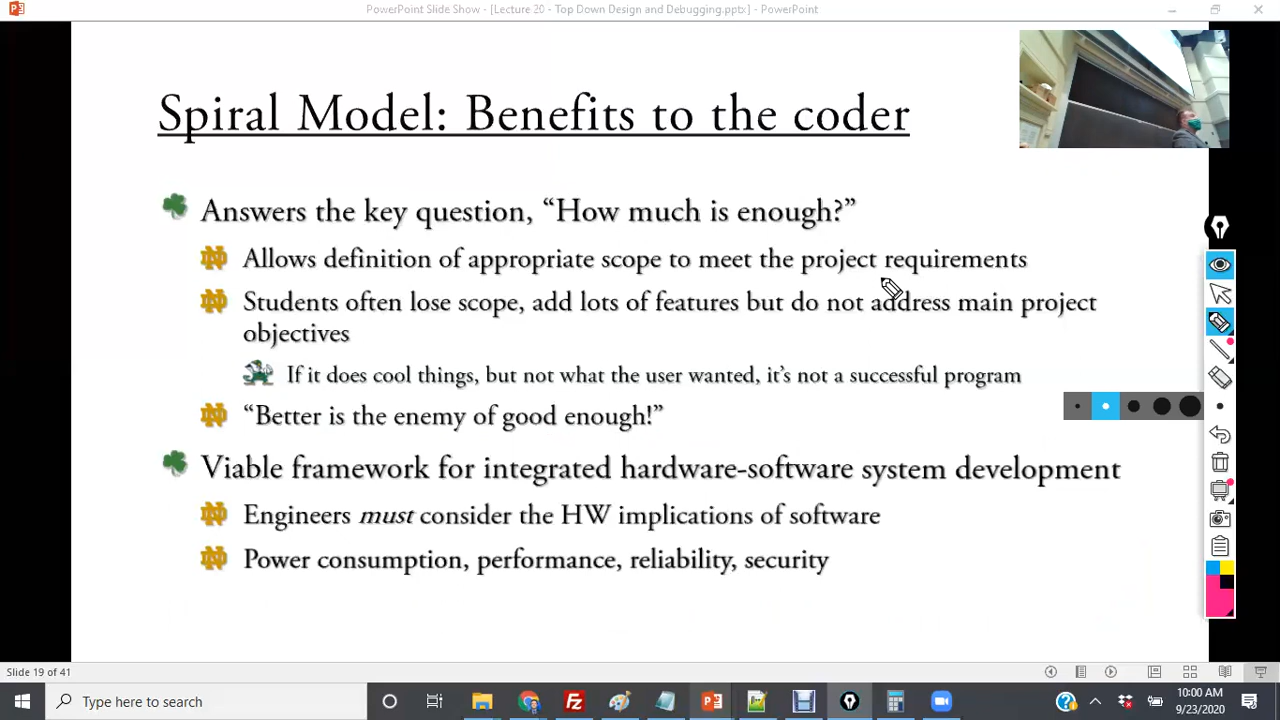 PowerPoint Slide Show - [Lecture 20 - Top Down Design and Debugging.pptx] - PowerPoint
Spiral Model: Benefits to the coder
Answers the key question, “How much is enough?”
Allows definition of appropriate scope to meet the project requirements
Students often lose scope, add lots of features but do not address main project
objectives
If it does cool things, but not what the user wanted, it’s not a successful program
“Better is the enemy of good enough!”
Viable framework for integrated hardware-software system development
Engineers must consider the HW implications of software
Power consumption, performance, reliability, security
Slide 19 of 41
Type here to search
10:00 AM
9/23/2020